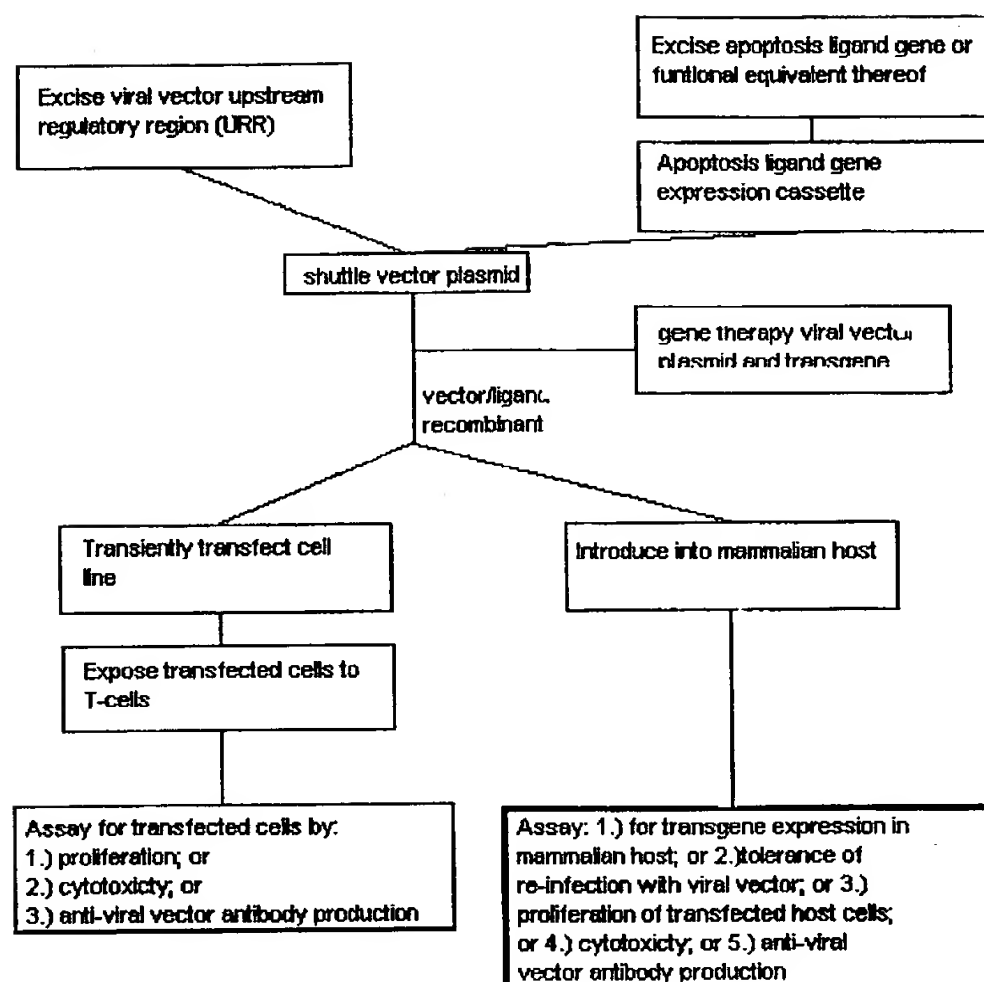 Excise apoptosis ligand gene or
funtional equivalent thereof
Excise viral vector upstream
regulatory region (URR)
Apoptosis ligand gene
expression cassette
shuttle vector plasmid
gene therapy viral vector
plasmid and transgene
vector/ligand
recombinant
Transiently transfect cell
line
Introduce into mammalian host
Expose transfected cells to
T-cells
Assay for transfected cells by:
1.) proliferation; or
2.) cytotoxicty; or
3.) anti-viral vector antibody production
Assay: 1.) for transgene expression in
mammalian host; or 2.)tolerance of
re-infection with viral vector; or 3.)
proliferation of transfected host cells;
or 4.) cytotoxicty; or 5.) anti-viral
vector antibody production